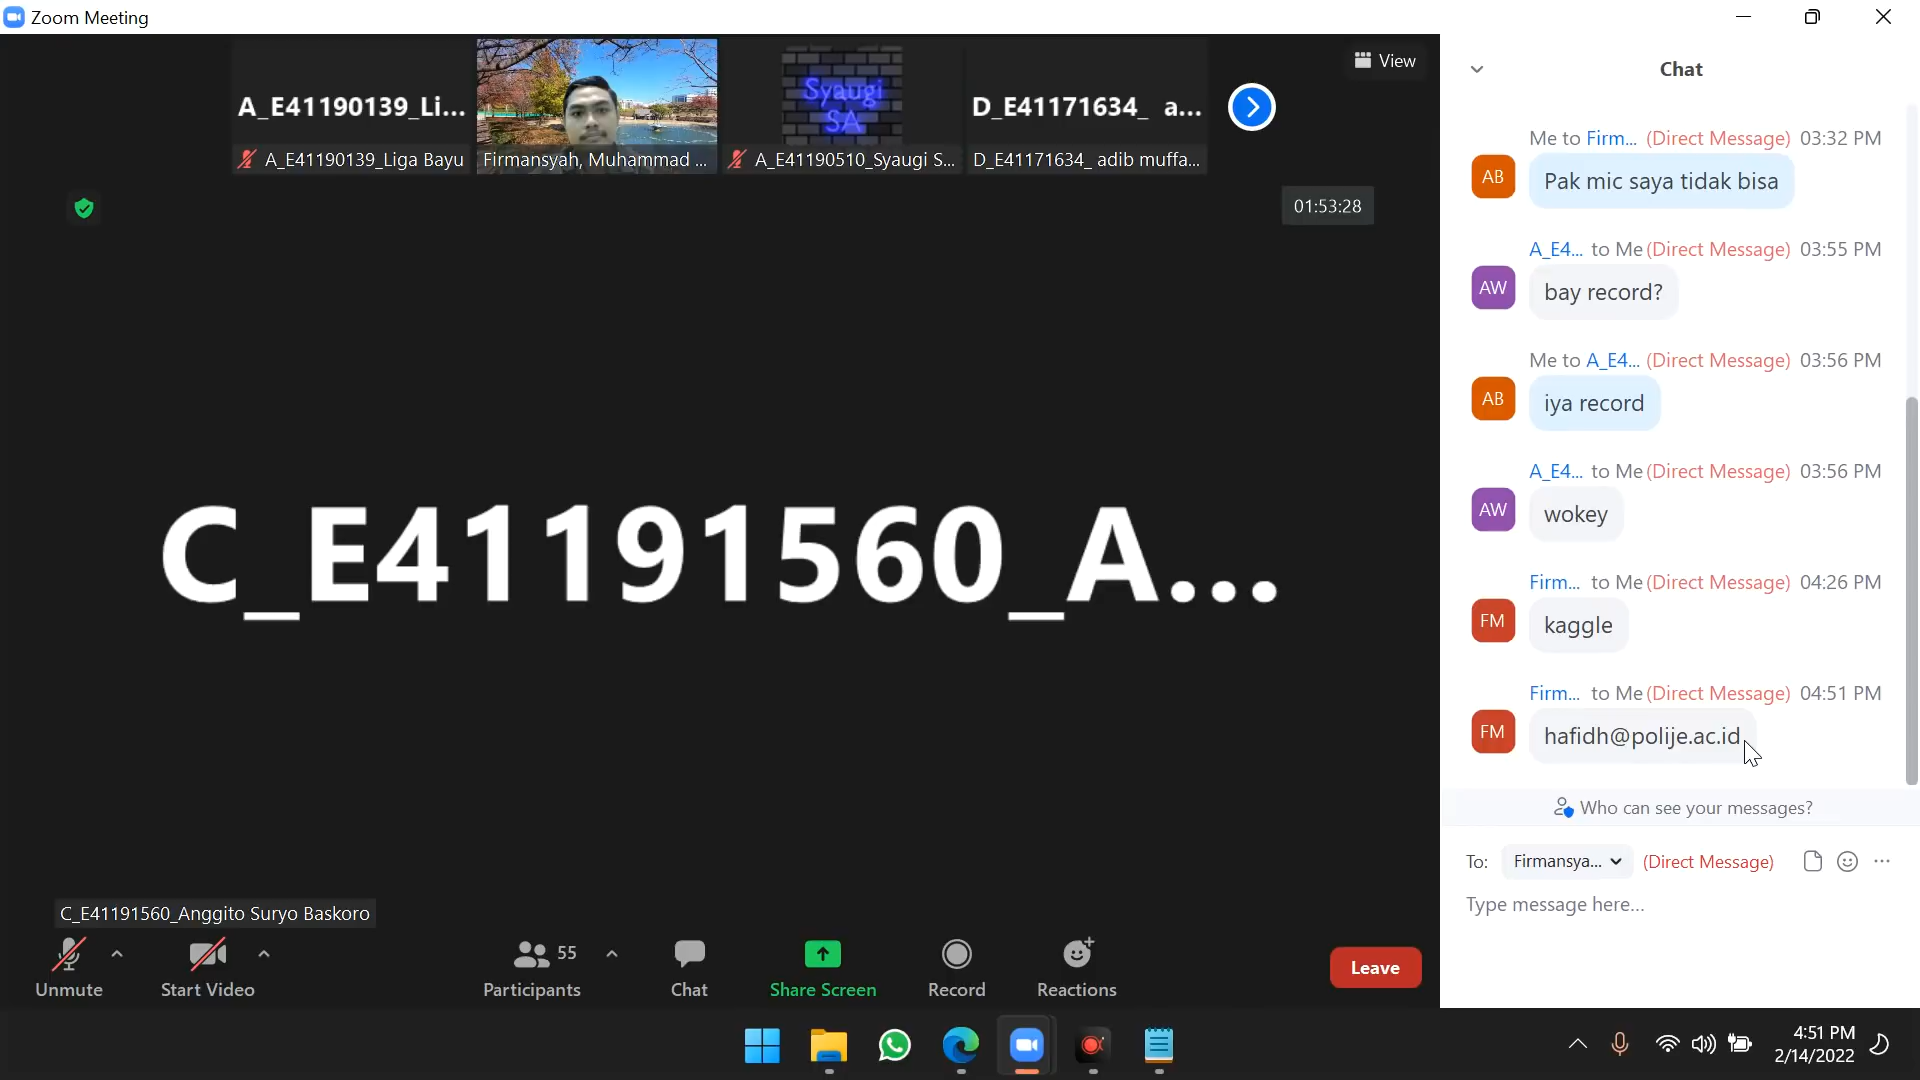 Zoom Meeting
A_E41190139_Li...
Syaugi
SA
D_E41171634_ a...
A_E41190139_Liga Bayu
Firmansyah, Muhammad ...
A_E41190510_Syaugi S...
D_E41171634_ adib muffa...
View
01:53:28
C_E41191560_A...
C_E41191560_Anggito Suryo Baskoro
Unmute
Start Video
55
Participants
Chat
Share Screen
Record
Reactions
Leave
Chat
Me to Firm... (Direct Message) 03:32 PM
AB
Pak mic saya tidak bisa
A_E4... to Me (Direct Message) 03:55 PM
AW
bay record?
Me to A_E4... (Direct Message) 03:56 PM
AB
iya record
A_E4... to Me (Direct Message) 03:56 PM
AW
wokey
Firm... to Me (Direct Message) 04:26 PM
FM
kaggle
Firm... to Me (Direct Message) 04:51 PM
FM
hafidh@polije.ac.id
Who can see your messages?
To: Firmansya... (Direct Message)
Type message here...
4:51 PM
2/14/2022